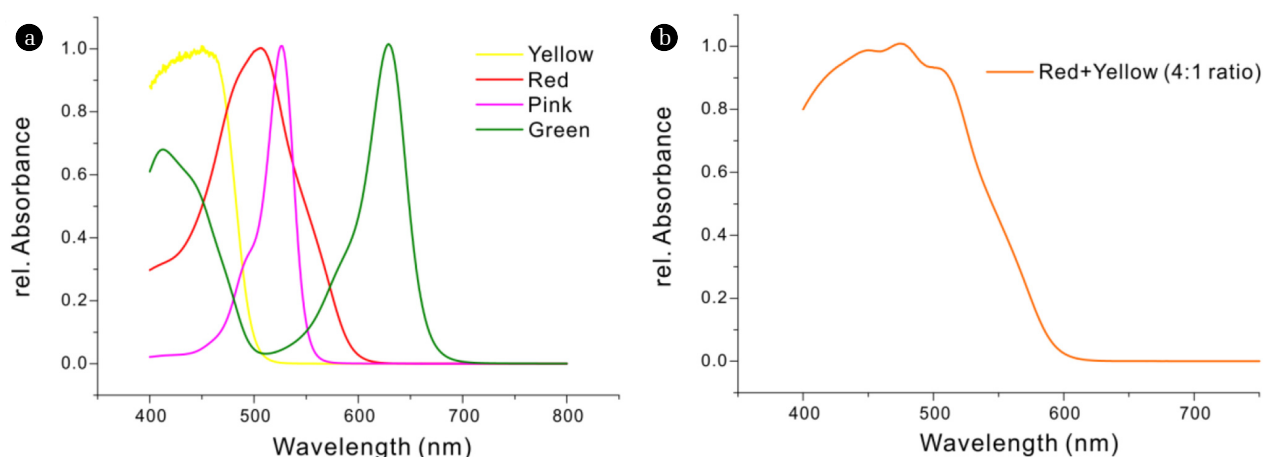 a
Yellow
Red
Pink
Green
1.0
0.8
0.6
0.4
0.2
0.0
rel. Absorbance
400 500 600 700 800
Wavelength (nm)
b
Red+Yellow (4:1 ratio)
1.0
0.8
0.6
0.4
0.2
0.0
rel. Absorbance
400 500 600 700
Wavelength (nm)